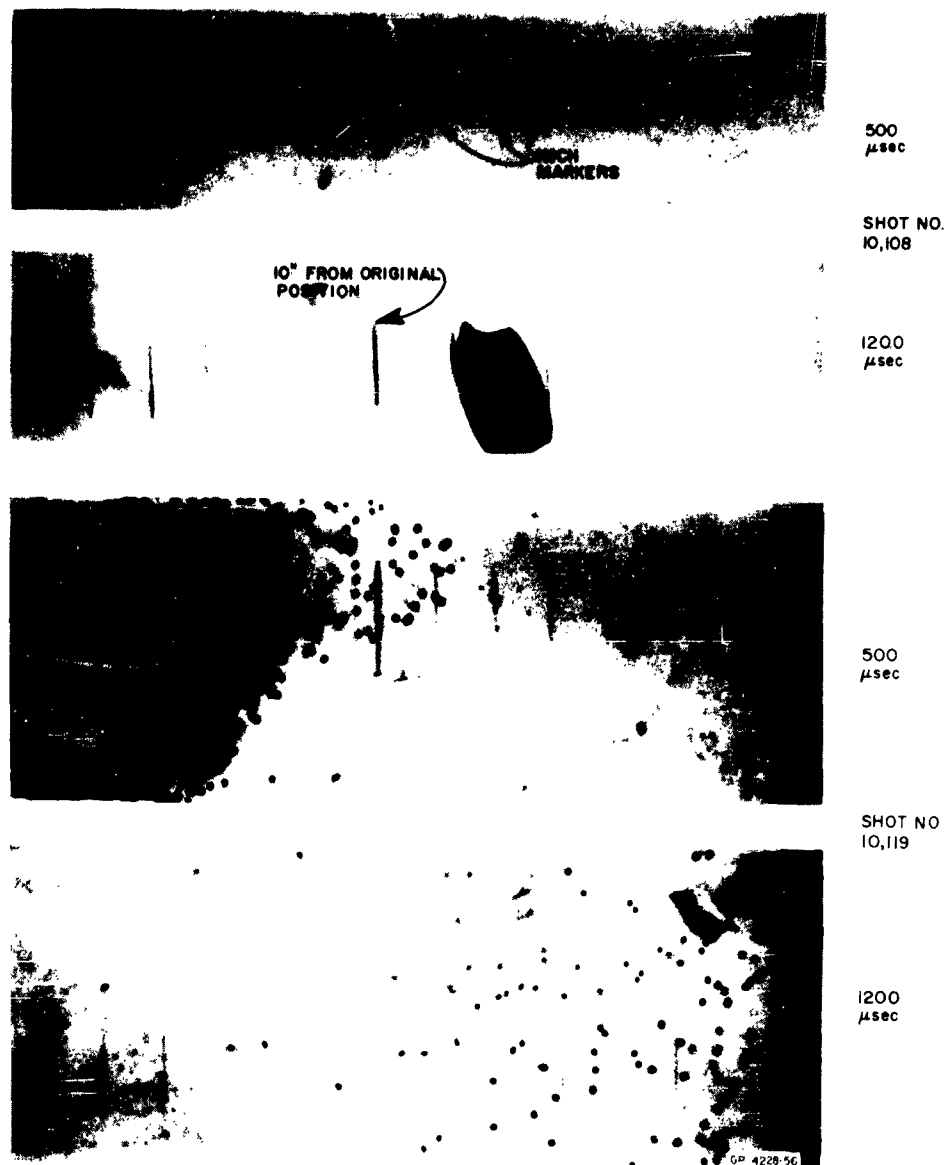 500
μsec
MARKERS
SHOT NO.
10,108
10" FROM ORIGINAL
POSITION
1200
μsec
500
μsec
SHOT NO
10,119
1200
μsec
GP 4228-56